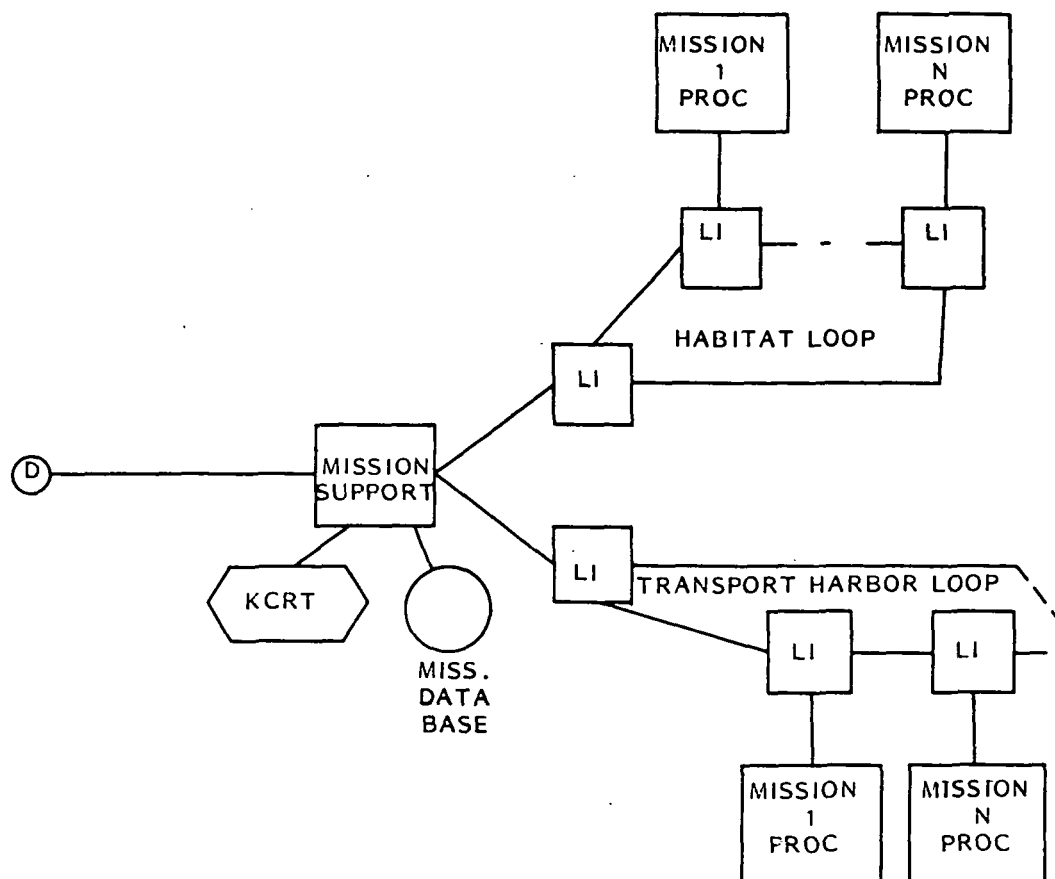 MISSION
1
PROC
MISSION
N
PROC
LI
LI
HABITAT LOOP
LI
D
MISSION
SUPPORT
LI
TRANSPORT HARBOR LOOP
KCRT
MISS.
DATA
BASE
LI
LI
MISSION
1
PROC
MISSION
N
PROC